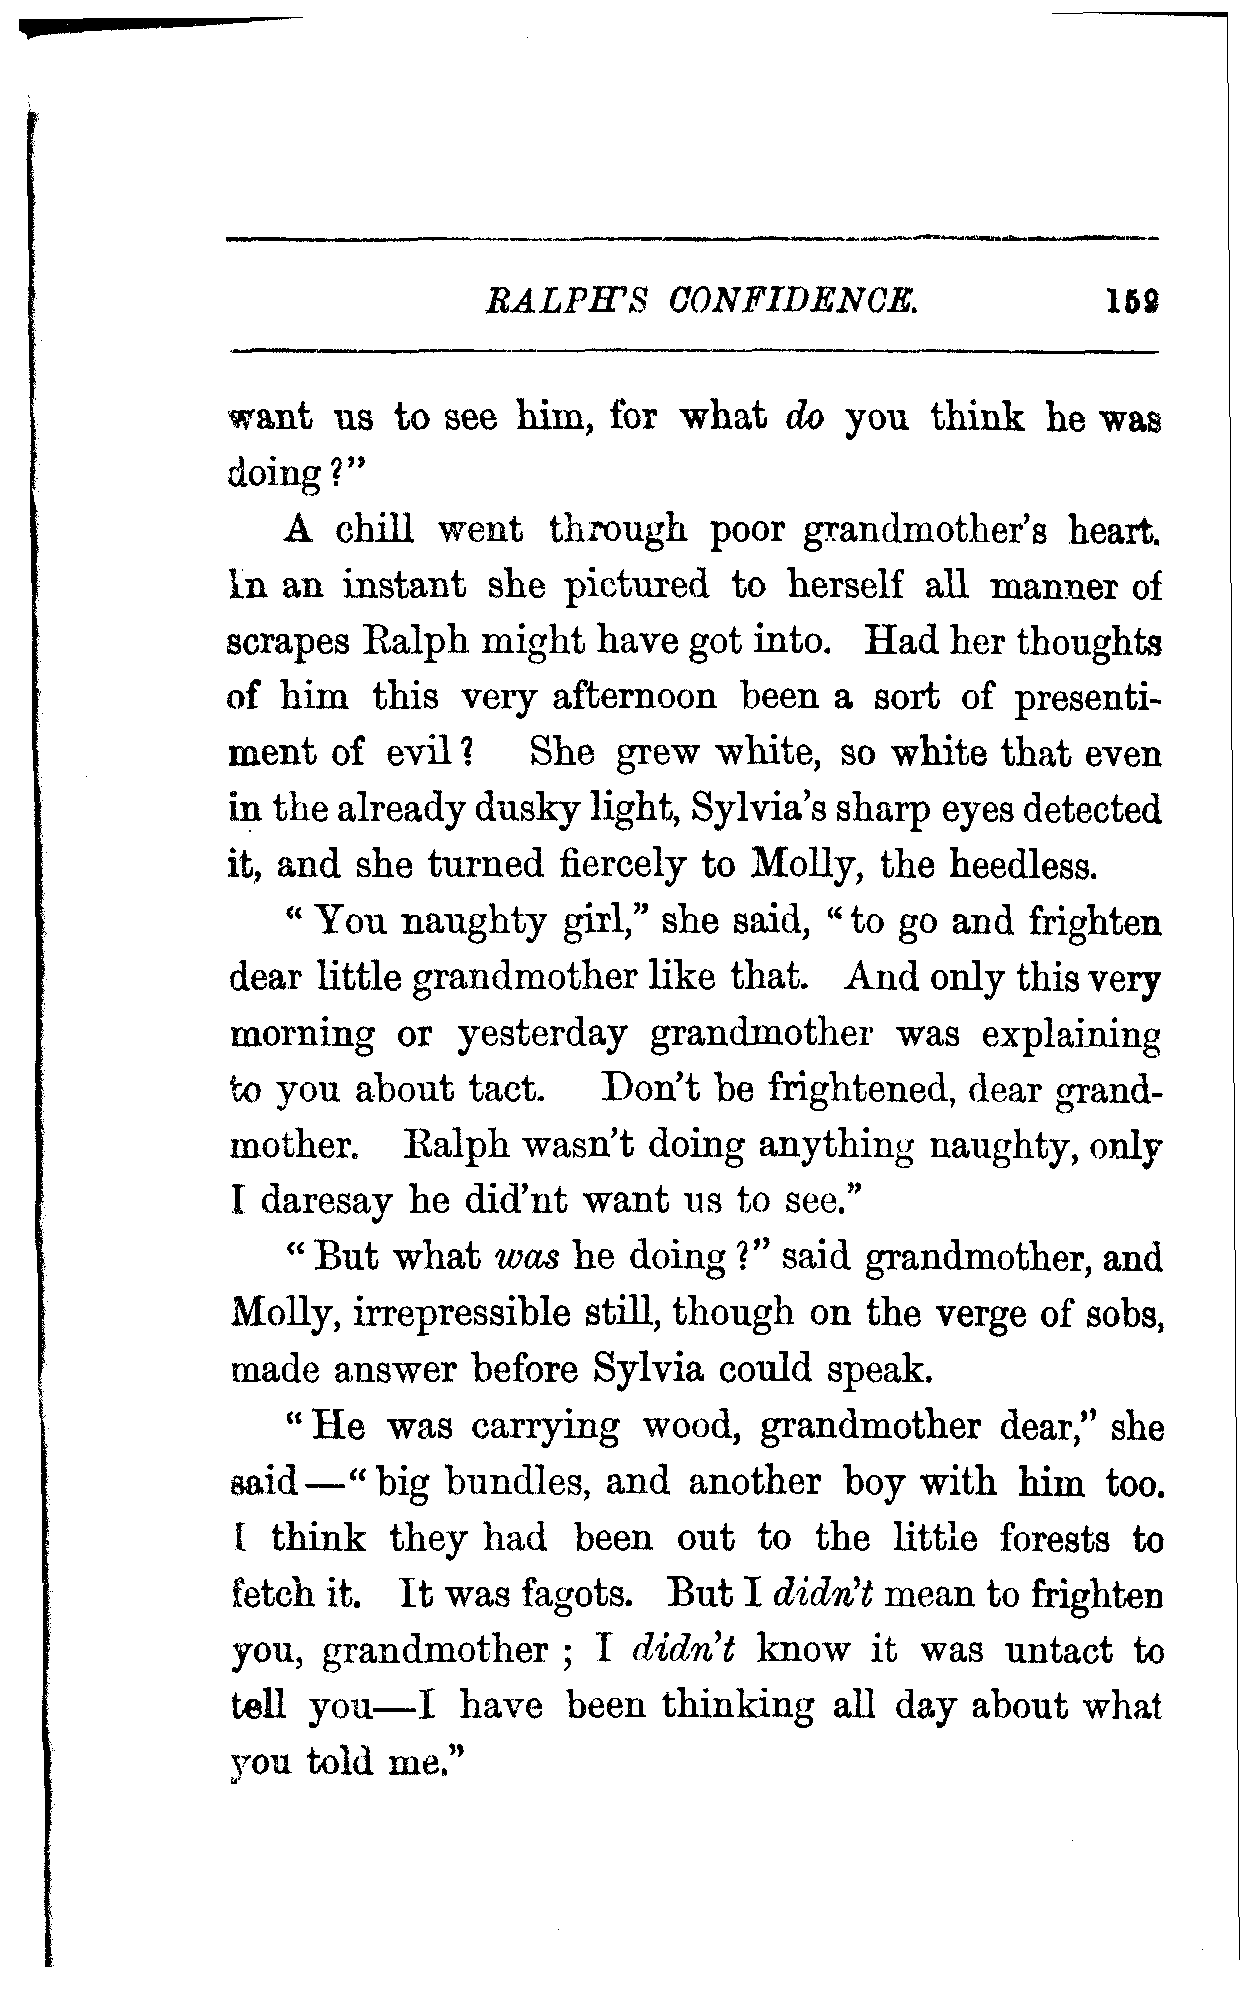 RALPH'S CONFIDENCE. 159
want us to see him, for what do you think he was
doing?"
A chill went through poor grandmother's heart.
In an instant she pictured to herself all manner of
scrapes Ralph might have got into. Had her thoughts
of him this very afternoon been a sort of presenti-
ment of evil? She grew white, so white that even
in the already dusky light, Sylvia's sharp eyes detected
it, and she turned fiercely to Molly, the heedless.
"You naughty girl," she said, "to go and frighten
dear little grandmother like that. And only this very
morning or yesterday grandmother was explaining
to you about tact. Don't be frightened, dear grand-
mother. Ralph wasn't doing anything naughty, only
I daresay he did'nt want us to see."
"But what was he doing?" said grandmother, and
Molly, irrepressible still, though on the verge of sobs,
made answer before Sylvia could speak.
"He was carrying wood, grandmother dear," she
said—"big bundles, and another boy with him too.
I think they had been out to the little forests to
fetch it. It was fagots. But I didn't mean to frighten
you, grandmother; I didn't know it was untact to
tell you—I have been thinking all day about what
you told me."